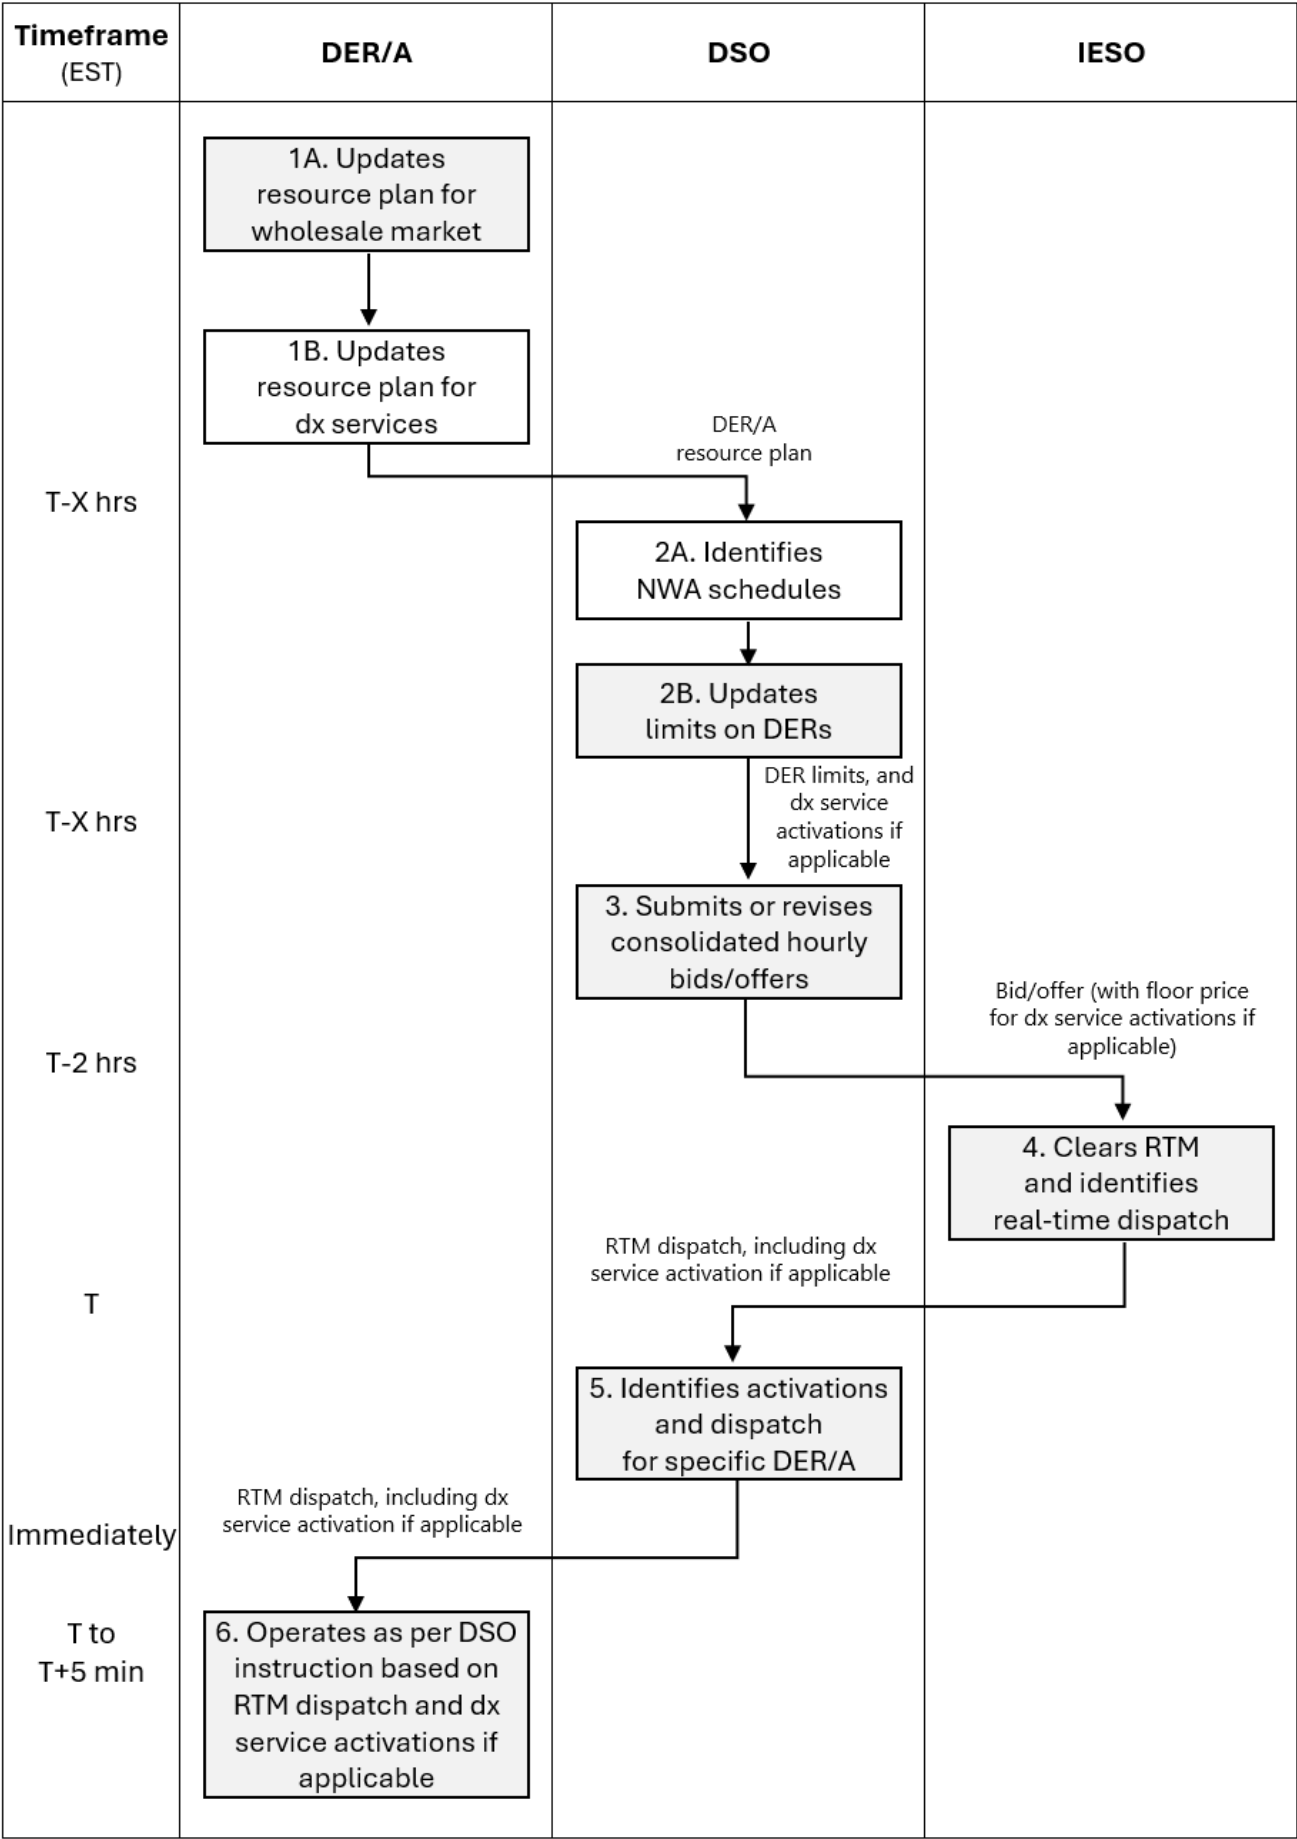 Timeframe
(EST)
DER/A
DSO
IESO
1A. Updates
resource plan for
wholesale market
1B. Updates
resource plan for
dx services
DER/A
resource plan
T-X hrs
2A. Identifies
NWA schedules
2B. Updates
limits on DERs
T-X hrs
DER limits, and
dx service
activations if
applicable
3. Submits or revises
consolidated hourly
bids/offers
Bid/offer (with floor price
for dx service activations if
applicable)
T-2 hrs
4. Clears RTM
and identifies
real-time dispatch
RTM dispatch, including dx
service activation if applicable
T
5. Identifies activations
and dispatch
for specific DER/A
RTM dispatch, including dx
service activation if applicable
Immediately
T to
T+5 min
6. Operates as per DSO
instruction based on
RTM dispatch and dx
service activations if
applicable